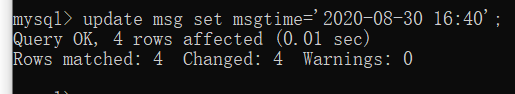 mysql> update msg set msgtime='2020-08-30 16:40';
Query OK, 4 rows affected (0.01 sec)
Rows matched: 4  Changed: 4  Warnings: 0